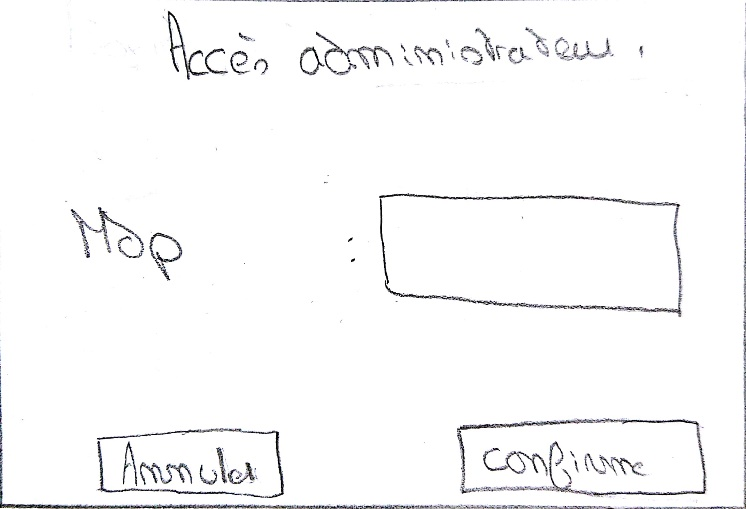 Accès administrateur.
Mdp :
Annuler
confirme